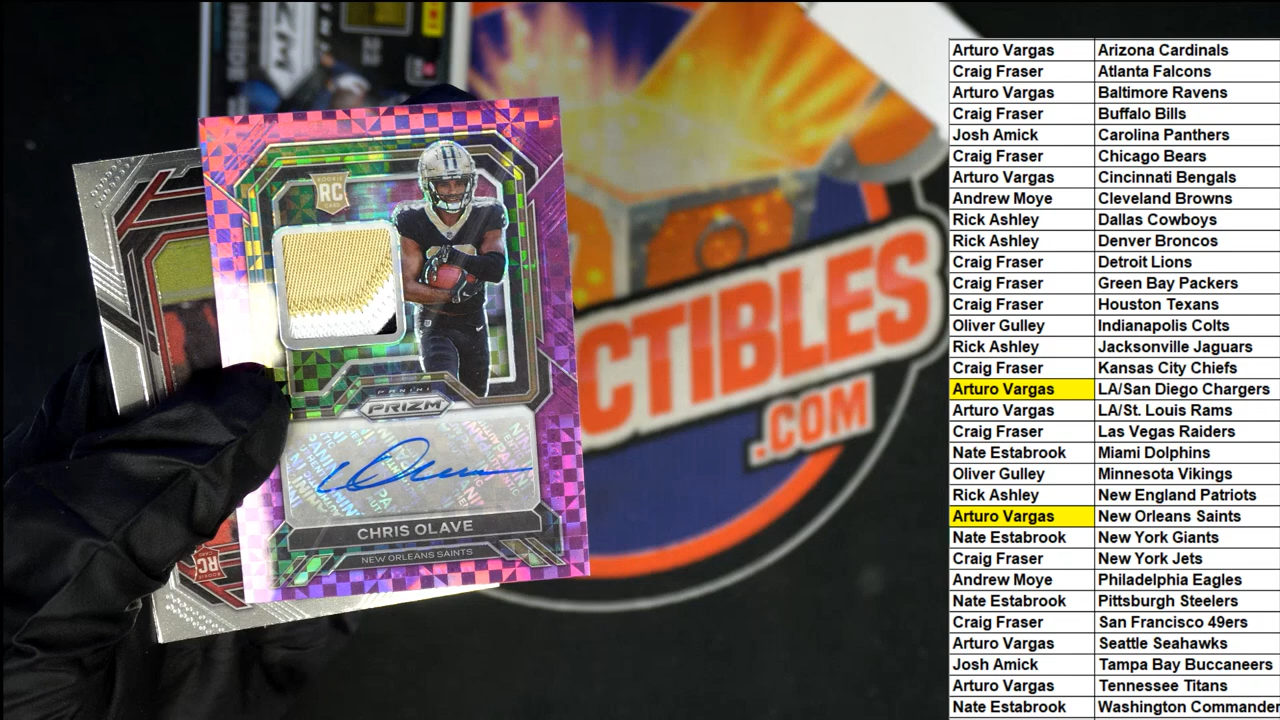 ROOKIE
RC
CARD
PANINI
PRIZM
CHRIS OLAVE
NEW ORLEANS SAINTS
RC
CTIBLES
.COM
Arturo Vargas Arizona Cardinals
Craig Fraser Atlanta Falcons
Arturo Vargas Baltimore Ravens
Craig Fraser Buffalo Bills
Josh Amick Carolina Panthers
Craig Fraser Chicago Bears
Arturo Vargas Cincinnati Bengals
Andrew Moye Cleveland Browns
Rick Ashley Dallas Cowboys
Rick Ashley Denver Broncos
Craig Fraser Detroit Lions
Craig Fraser Green Bay Packers
Craig Fraser Houston Texans
Oliver Gulley Indianapolis Colts
Rick Ashley Jacksonville Jaguars
Craig Fraser Kansas City Chiefs
Arturo Vargas LA/San Diego Chargers
Arturo Vargas LA/St. Louis Rams
Craig Fraser Las Vegas Raiders
Nate Estabrook Miami Dolphins
Oliver Gulley Minnesota Vikings
Rick Ashley New England Patriots
Arturo Vargas New Orleans Saints
Nate Estabrook New York Giants
Craig Fraser New York Jets
Andrew Moye Philadelphia Eagles
Nate Estabrook Pittsburgh Steelers
Craig Fraser San Francisco 49ers
Arturo Vargas Seattle Seahawks
Josh Amick Tampa Bay Buccaneers
Arturo Vargas Tennessee Titans
Nate Estabrook Washington Commander